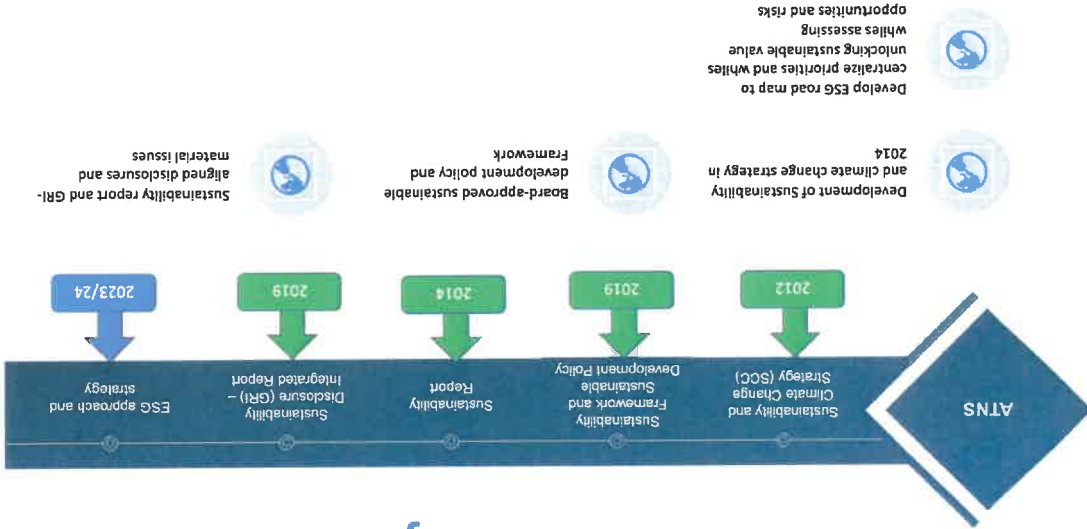 ATNS
Sustainability and
Climate Change
Strategy (SCC)
Sustainability
Framework and
Sustainable
Development Policy
Sustainability
Report
Sustainability
Disclosure (GRI) –
Integrated Report
ESG approach and
strategy
2012
2019
2014
2019
2023/24
Development of Sustainability
and climate change strategy in
2014
Board-approved sustainable
development policy and
Framework
Sustainability report and GRI-
aligned disclosures and
material issues
Develop ESG road map to
centralize priorities and whiles
unlocking sustainable value
whiles assessing
opportunities and risks